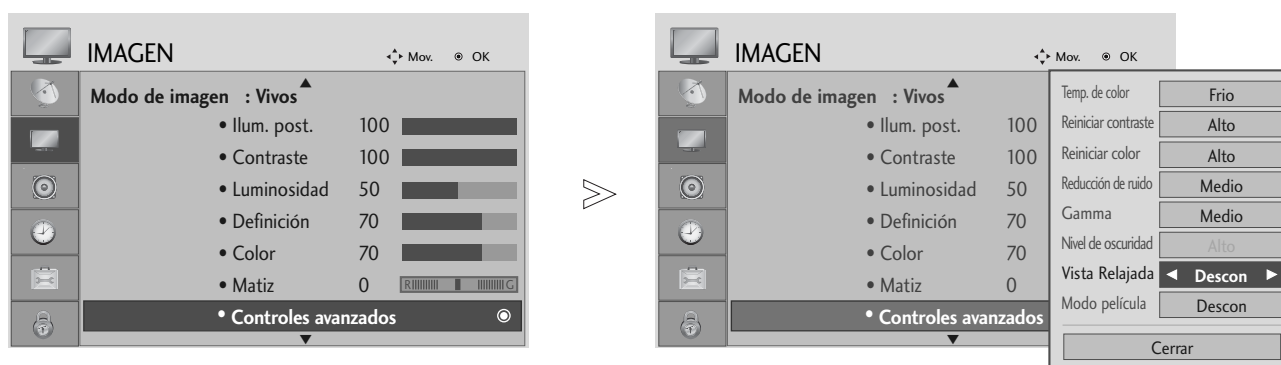 IMAGEN Mov. OK
Modo de imagen : Vivos
• Ilum. post. 100
• Contraste 100
• Luminosidad 50
• Definición 70
• Color 70
• Matiz 0 R G
• Controles avanzados
IMAGEN Mov. OK
Modo de imagen : Vivos
• Ilum. post. 100
• Contraste 100
• Luminosidad 50
• Definición 70
• Color 70
• Matiz 0
• Controles avanzados
Temp. de color Frio
Reiniciar contraste Alto
Reiniciar color Alto
Reducción de ruido Medio
Gamma Medio
Nivel de oscuridad Alto
Vista Relajada ◄ Descon ►
Modo película Descon
Cerrar